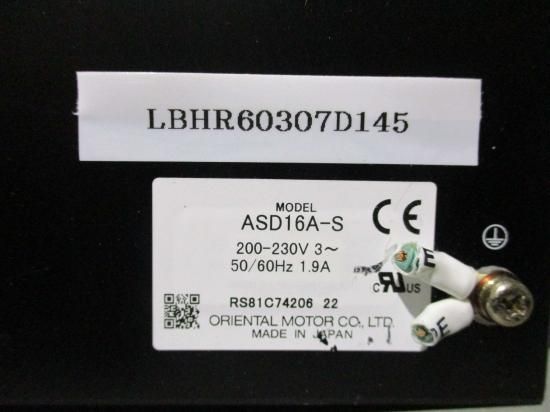 LBHR60307D145
MODEL
ASD16A-S
200-230V 3~
50/60Hz 1.9A
CE
C US
RS81C74206 22
ORIENTAL MOTOR CO., LTD.
MADE IN JAPAN
E
E